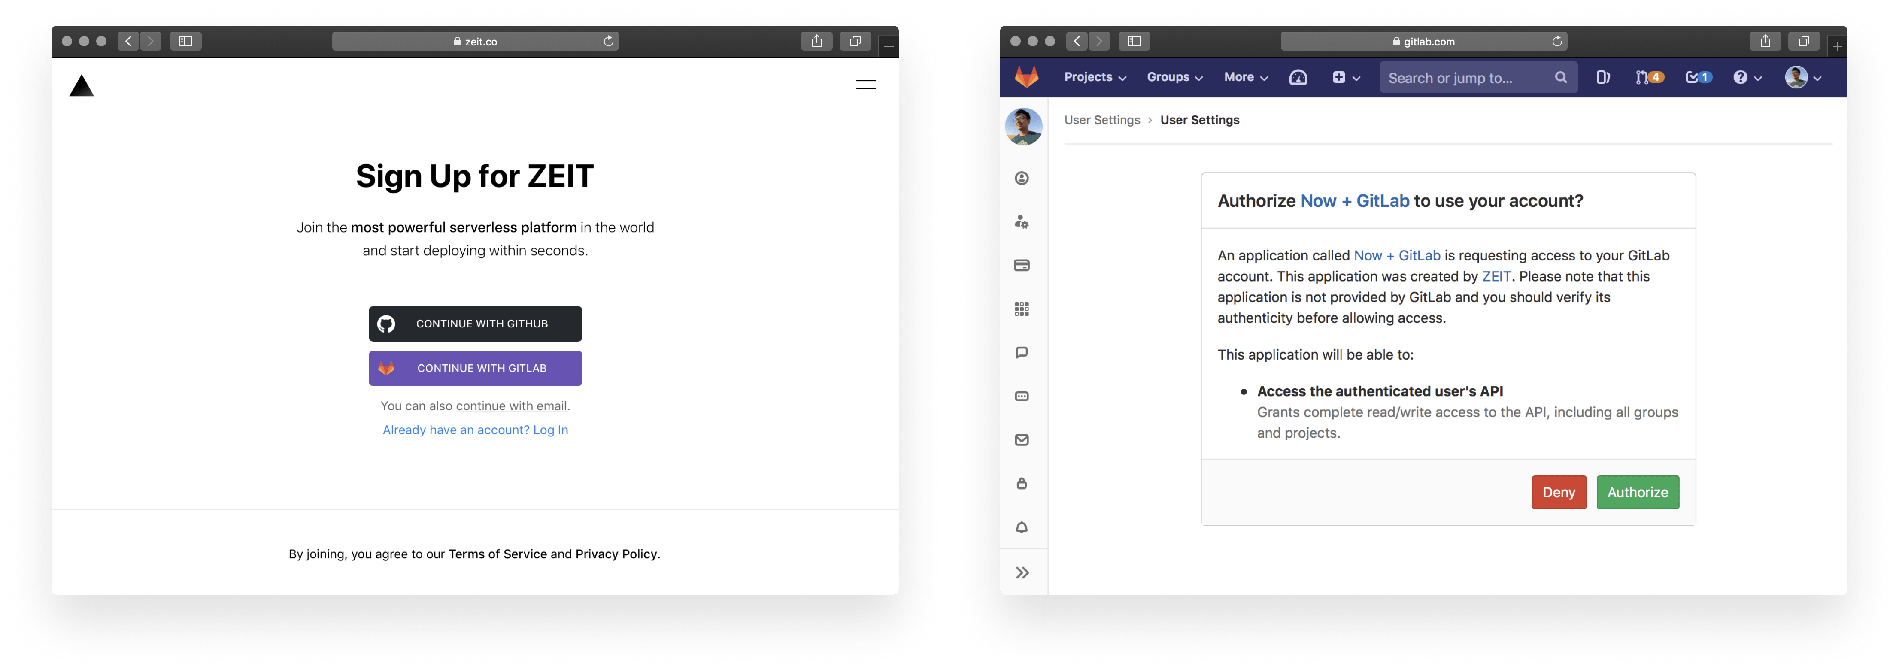 zeit.co
Sign Up for ZEIT
Join the most powerful serverless platform in the world
and start deploying within seconds.
CONTINUE WITH GITHUB
CONTINUE WITH GITLAB
You can also continue with email.
Already have an account? Log In
By joining, you agree to our Terms of Service and Privacy Policy.
gitlab.com
Projects Groups More Search or jump to... 4 1
User Settings › User Settings
Authorize Now + GitLab to use your account?
An application called Now + GitLab is requesting access to your GitLab
account. This application was created by ZEIT. Please note that this
application is not provided by GitLab and you should verify its
authenticity before allowing access.
This application will be able to:
• Access the authenticated user's API
Grants complete read/write access to the API, including all groups
and projects.
Deny Authorize